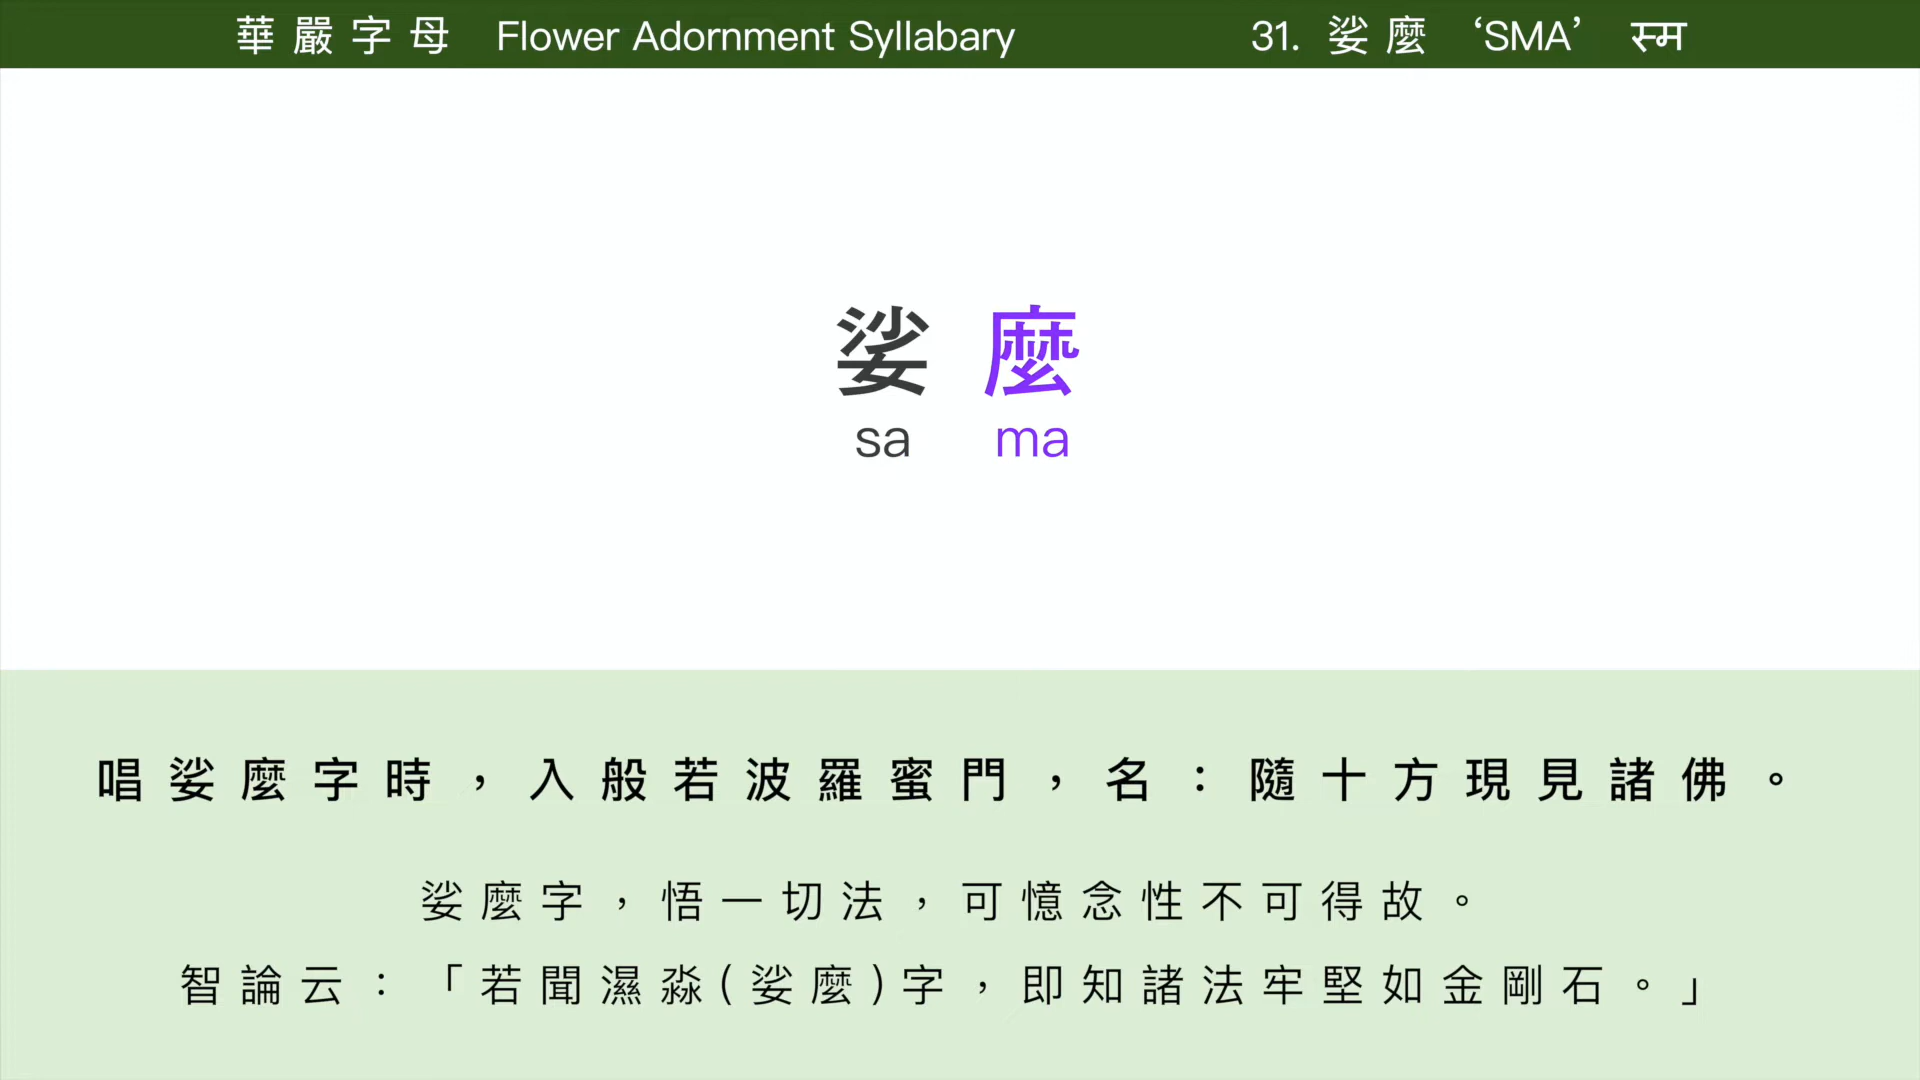 華嚴字母 Flower Adornment Syllabary 31. 娑麼 ‘SMA’ स्म
娑 麼
sa ma
唱娑麼字時，入般若波羅蜜門，名：隨十方現見諸佛。
娑麼字，悟一切法，可憶念性不可得故。
智論云：「若聞濕淼(娑麼)字，即知諸法牢堅如金剛石。」